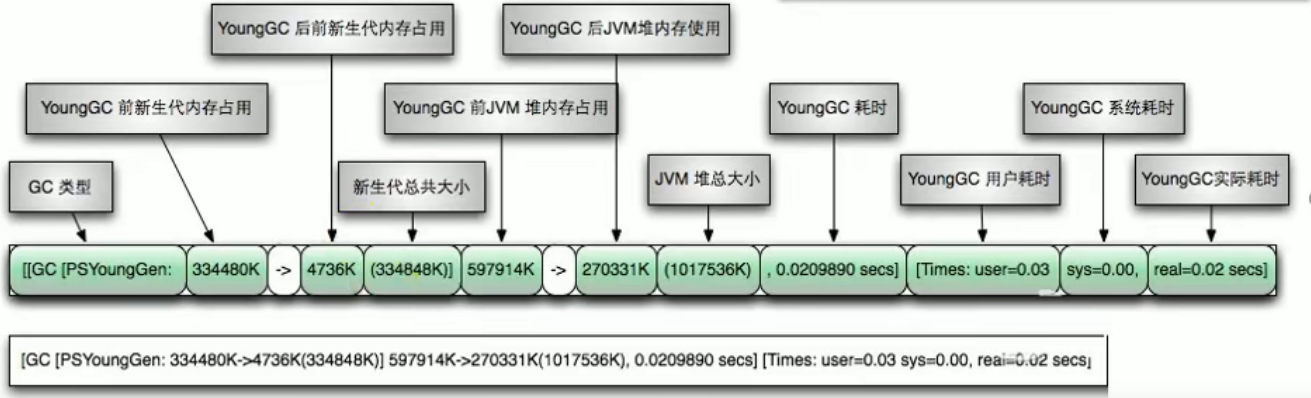 YoungGC 后前新生代内存占用
YoungGC 后JVM堆内存使用
YoungGC 前新生代内存占用
YoungGC 前JVM 堆内存占用
YoungGC 耗时
YoungGC 系统耗时
GC 类型
新生代总共大小
JVM 堆总大小
YoungGC 用户耗时
YoungGC实际耗时
[[GC [PSYoungGen: 334480K -> 4736K (334848K)] 597914K -> 270331K (1017536K) , 0.0209890 secs] [Times: user=0.03 sys=0.00, real=0.02 secs]
[GC [PSYoungGen: 334480K->4736K(334848K)] 597914K->270331K(1017536K), 0.0209890 secs] [Times: user=0.03 sys=0.00, real=0.02 secs]